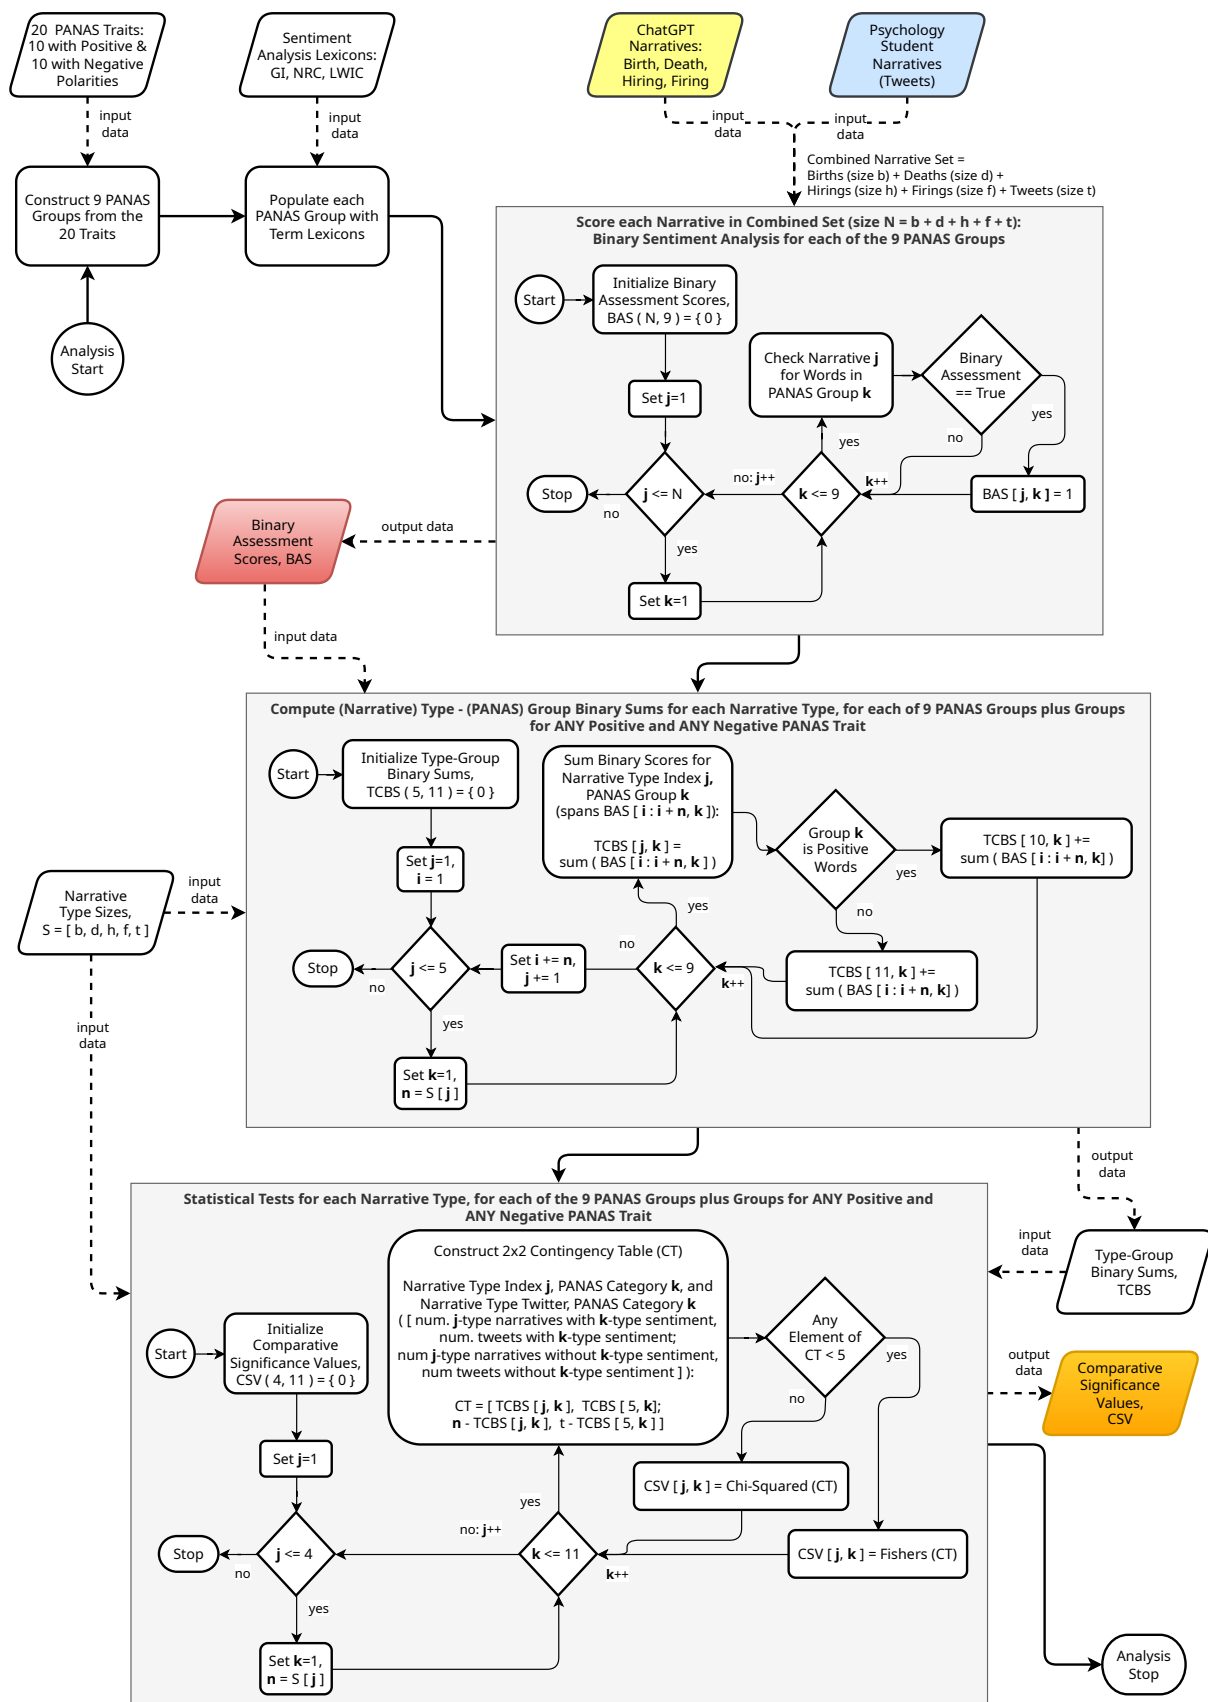 20  PANAS Traits:
10 with Positive &
10 with Negative
Polarities
Sentiment
Analysis Lexicons:
GI, NRC, LWIC
ChatGPT
Narratives:
Birth, Death,
Hiring, Firing
Psychology
Student
Narratives
(Tweets)
input
data
input
data
input
data
input
data
Combined Narrative Set =
Births (size b) + Deaths (size d) +
Hirings (size h) + Firings (size f) + Tweets (size t)
Construct 9 PANAS
Groups from the
20 Traits
Populate each
PANAS Group with
Term Lexicons
Analysis
Start
Score each Narrative in Combined Set (size N = b + d + h + f + t):
Binary Sentiment Analysis for each of the 9 PANAS Groups
Start
Initialize Binary
Assessment Scores,
BAS ( N, 9 ) = { 0 }
Check Narrative j
for Words in
PANAS Group k
Binary
Assessment
== True
Set j=1
yes
no
yes
Stop
j <= N
no: j++
k <= 9
k++
BAS [ j, k ] = 1
no
yes
Set k=1
Binary
Assessment
Scores, BAS
output data
input data
Compute (Narrative) Type - (PANAS) Group Binary Sums for each Narrative Type, for each of 9 PANAS Groups plus Groups
for ANY Positive and ANY Negative PANAS Trait
Start
Initialize Type-Group
Binary Sums,
TCBS ( 5, 11 ) = { 0 }
Sum Binary Scores for
Narrative Type Index j,
PANAS Group k
(spans BAS [ i : i + n, k ]):
TCBS [ j, k ] =
sum ( BAS [ i : i + n, k ] )
Group k
is Positive
Words
TCBS [ 10, k ] +=
sum ( BAS [ i : i + n, k] )
Set j=1,
i = 1
yes
yes
no
Narrative
Type Sizes,
S = [ b, d, h, f, t ]
input
data
Stop
j <= 5
Set i += n,
j += 1
no
k <= 9
k++
TCBS [ 11, k ] +=
sum ( BAS [ i : i + n, k] )
no
yes
input
data
Set k=1,
n = S [ j ]
output
data
Statistical Tests for each Narrative Type, for each of the 9 PANAS Groups plus Groups for ANY Positive and
ANY Negative PANAS Trait
Type-Group
Binary Sums,
TCBS
input
data
Start
Initialize
Comparative
Significance Values,
CSV ( 4, 11 ) = { 0 }
Construct 2x2 Contingency Table (CT)
Narrative Type Index j, PANAS Category k, and
Narrative Type Twitter, PANAS Category k
( [ num. j-type narratives with k-type sentiment,
num. tweets with k-type sentiment;
num j-type narratives without k-type sentiment,
num tweets without k-type sentiment ] ):
CT = [ TCBS [ j, k ],  TCBS [ 5, k];
n - TCBS [ j, k ],  t - TCBS [ 5, k ] ]
Any
Element of
CT < 5
yes
no
output
data
Comparative
Significance
Values,
CSV
Set j=1
CSV [ j, k ] = Chi-Squared (CT)
yes
Stop
j <= 4
no: j++
k <= 11
k++
CSV [ j, k ] = Fishers (CT)
no
yes
Set k=1,
n = S [ j ]
Analysis
Stop